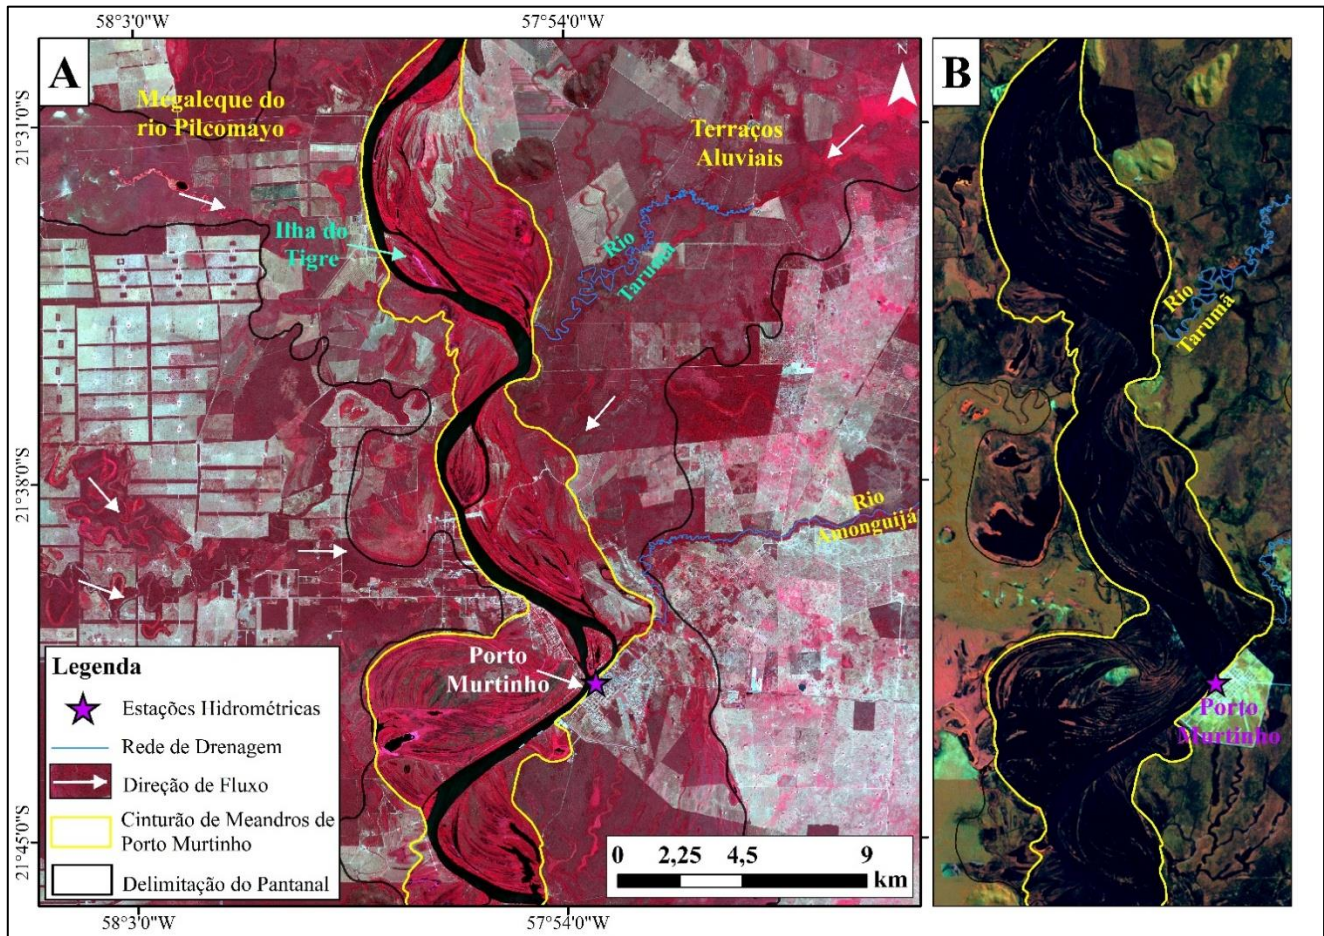 58°3'0"W
57°54'0"W
A
B
N
Megaleque do
rio Pilcomayo
Terraços
Aluviais
21°31'0"S
Ilha do
Tigre
Rio
Tarumã
Rio
Tarumã
21°38'0"S
Rio
Amonguijá
Porto
Murtinho
Porto
Murtinho
Legenda
Estações Hidrométricas
Rede de Drenagem
Direção de Fluxo
Cinturão de Meandros de
Porto Murtinho
Delimitação do Pantanal
21°45'0"S
0 2,25 4,5 9
km
58°3'0"W
57°54'0"W